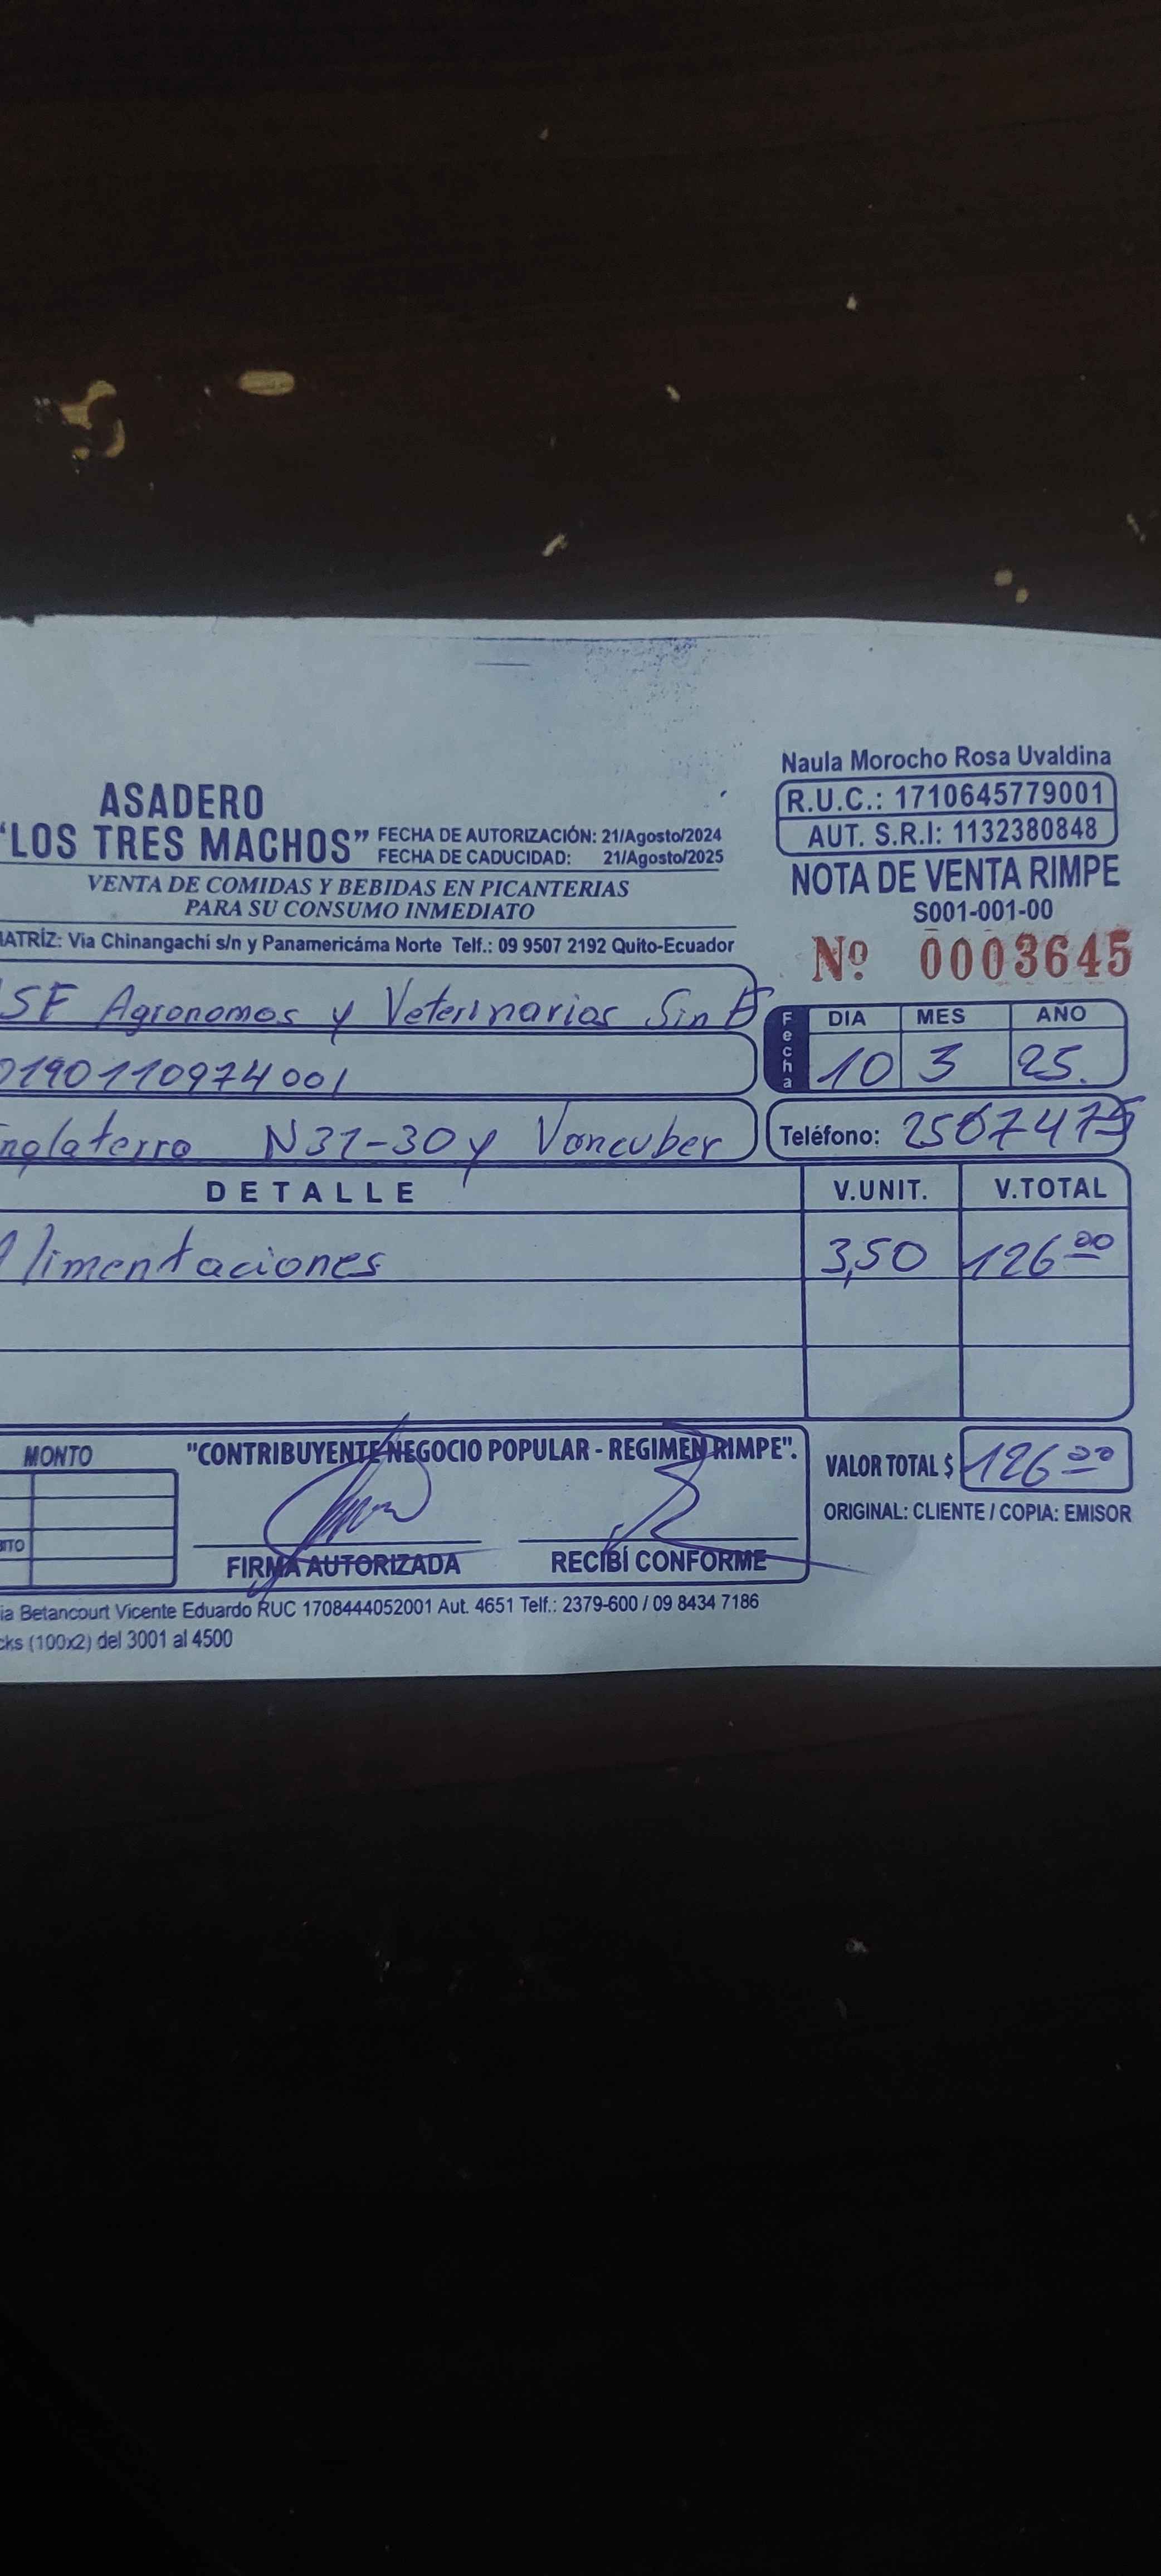 Naula Morocho Rosa Uvaldina
R.U.C.: 1710645779001
AUT. S.R.I: 1132380848
NOTA DE VENTA RIMPE
S001-001-00
Nº 0003645
ASADERO
"LOS TRES MACHOS"
FECHA DE AUTORIZACIÓN: 21/Agosto/2024
FECHA DE CADUCIDAD: 21/Agosto/2025
VENTA DE COMIDAS Y BEBIDAS EN PICANTERIAS
PARA SU CONSUMO INMEDIATO
MATRÍZ: Via Chinangachí s/n y Panamericáma Norte Telf.: 09 9507 2192 Quito-Ecuador
SF Agronomos y Veterinarios Sin F
Fecha DIA MES AÑO
0190110974001 10 3 25.
Inglaterra N31-30 y Vancuber Teléfono: 2507475
DETALLE V.UNIT. V.TOTAL
Alimentaciones 3,50 126 00
MONTO "CONTRIBUYENTE NEGOCIO POPULAR - REGIMEN RIMPE". VALOR TOTAL $ 126 00
ORIGINAL: CLIENTE / COPIA: EMISOR
FIRMA AUTORIZADA RECIBÍ CONFORME
Betancourt Vicente Eduardo RUC 1708444052001 Aut. 4651 Telf.: 2379-600 / 09 8434 7186
(100x2) del 3001 al 4500